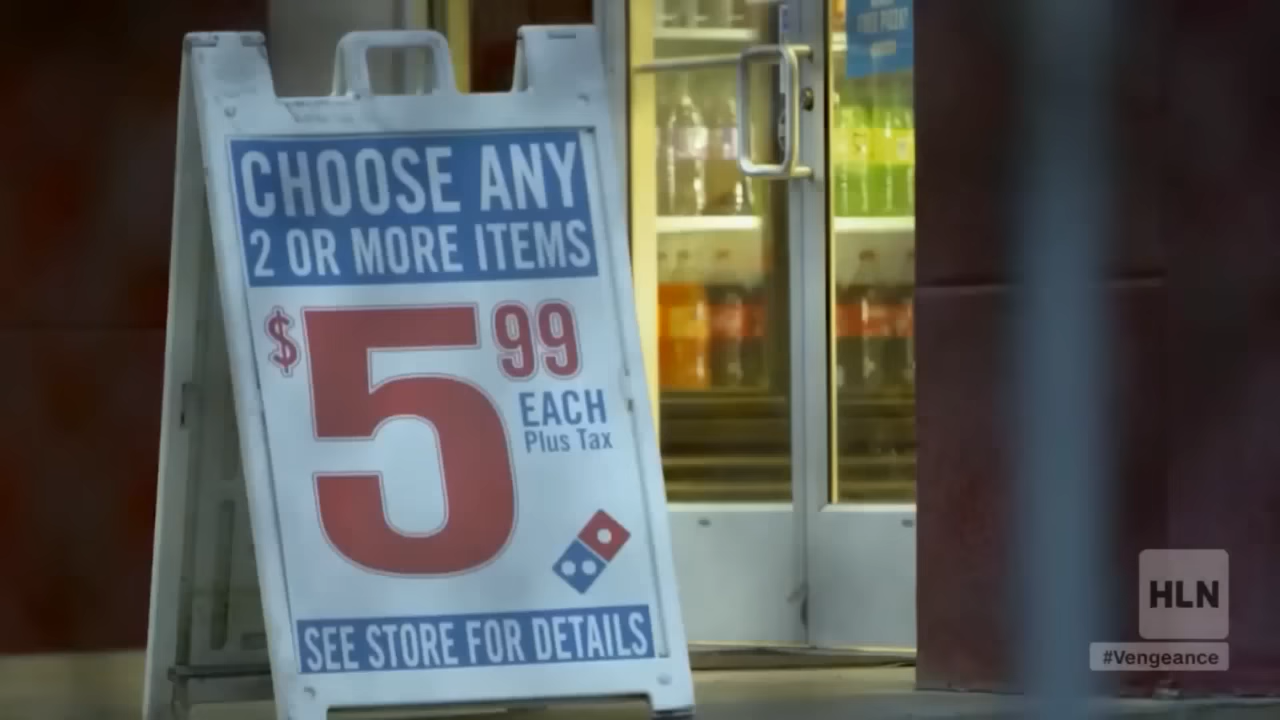 CHOOSE ANY
2 OR MORE ITEMS
$5 99
EACH
Plus Tax
SEE STORE FOR DETAILS
HLN
#Vengeance